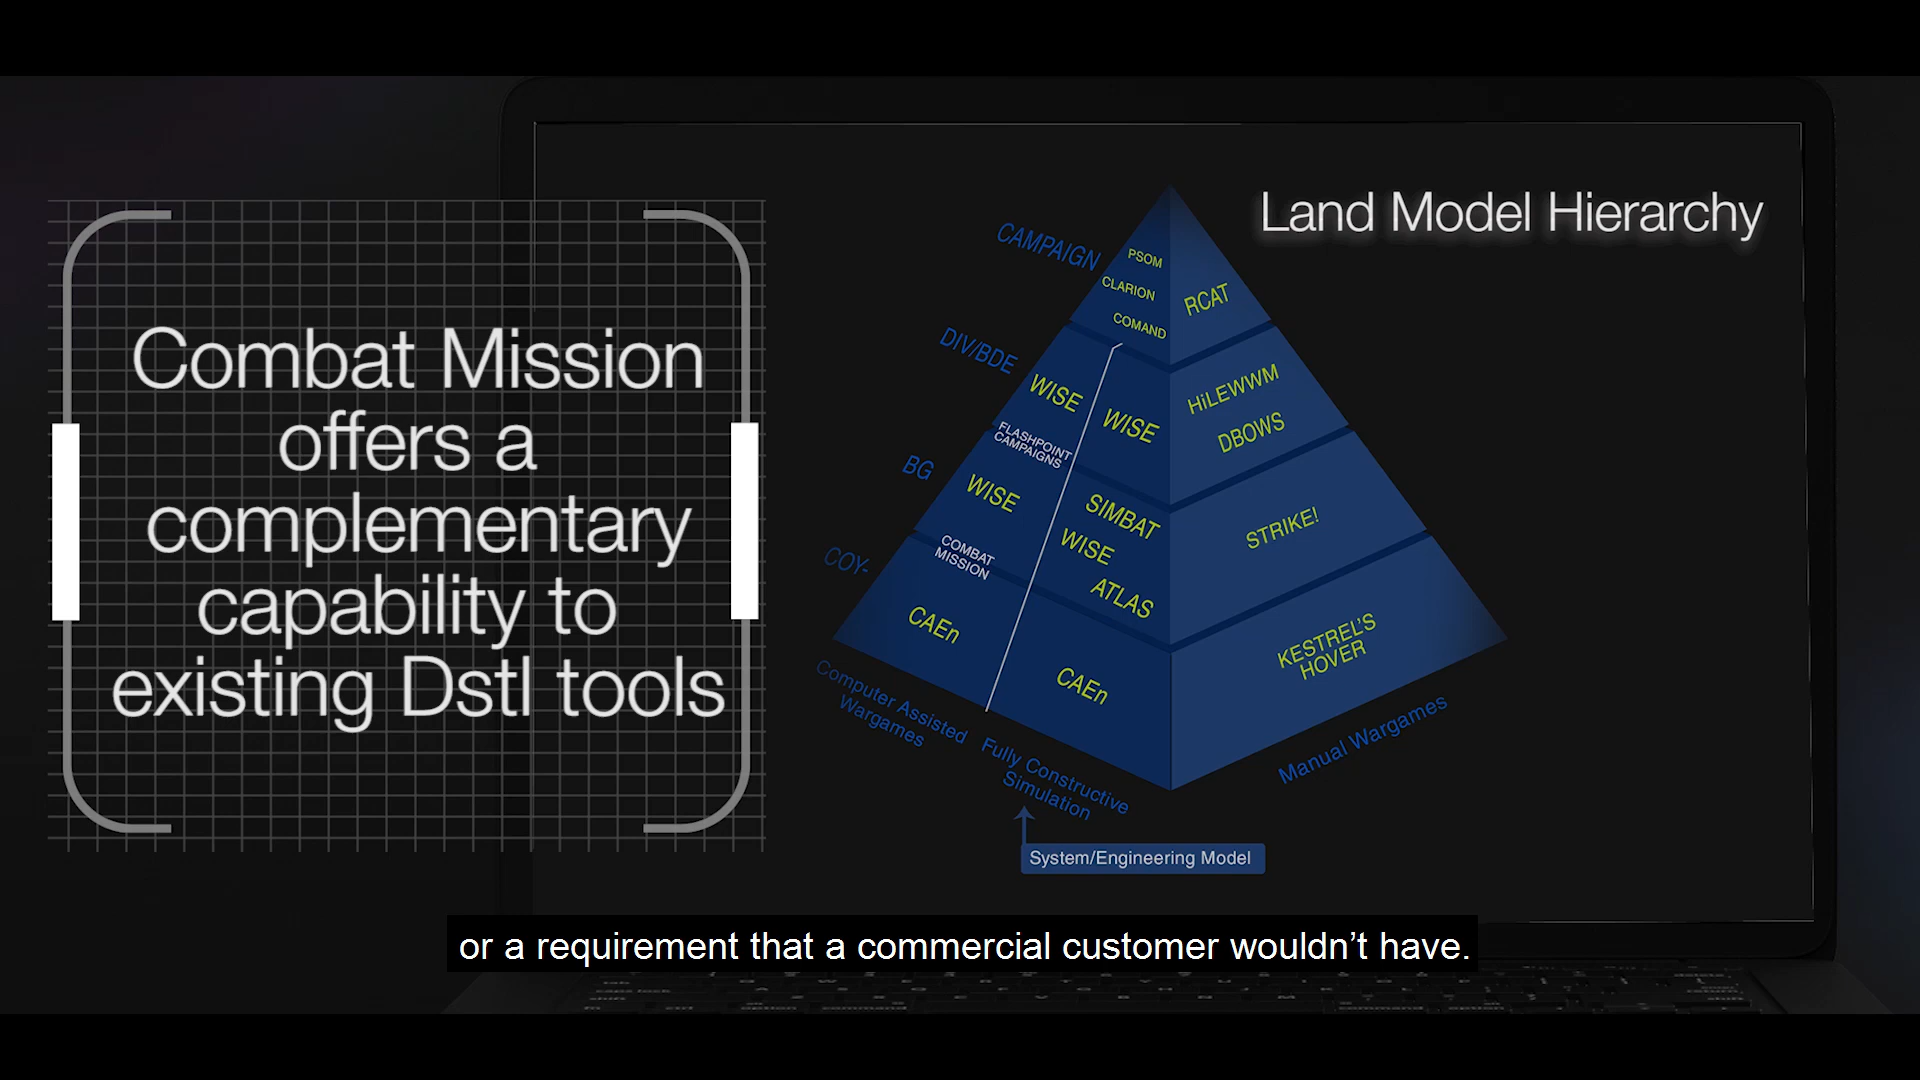 Combat Mission
offers a
complementary
capability to
existing Dstl tools
Land Model Hierarchy
CAMPAIGN
PSOM
CLARION
COMAND
RCAT
DIV/BDE
WISE
WISE
HiLEWWM
DBOWS
FLASHPOINT
CAMPAIGNS
BG
WISE
SIMBAT
WISE
ATLAS
STRIKE!
COMBAT
MISSION
COY-
CAEn
CAEn
KESTREL'S
HOVER
Computer Assisted
Wargames
Fully Constructive
Simulation
Manual Wargames
System/Engineering Model
or a requirement that a commercial customer wouldn’t have.